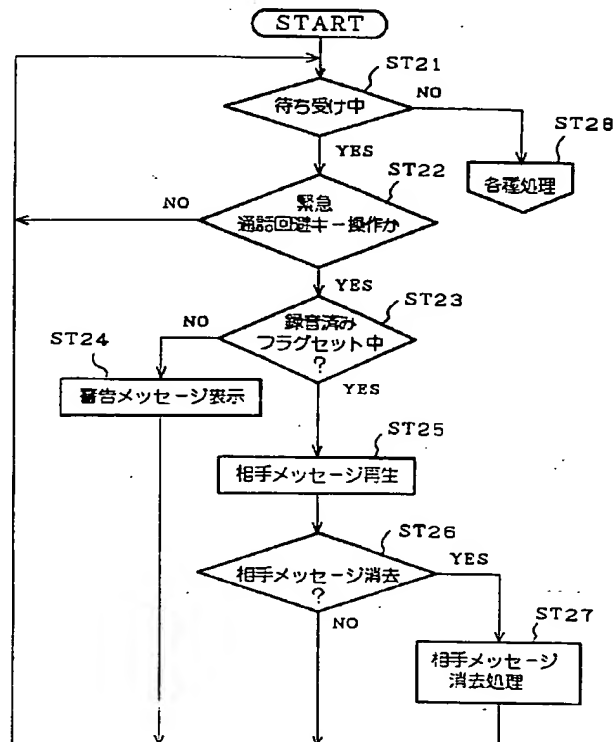 START
ST21
待ち受け中
NO
YES
ST28
各種処理
ST22
緊急
通話回避キー操作か
NO
YES
ST23
録音済み
フラグセット中
?
NO
YES
ST24
警告メッセージ表示
ST25
相手メッセージ再生
ST26
相手メッセージ消去
?
YES
NO
ST27
相手メッセージ
消去処理